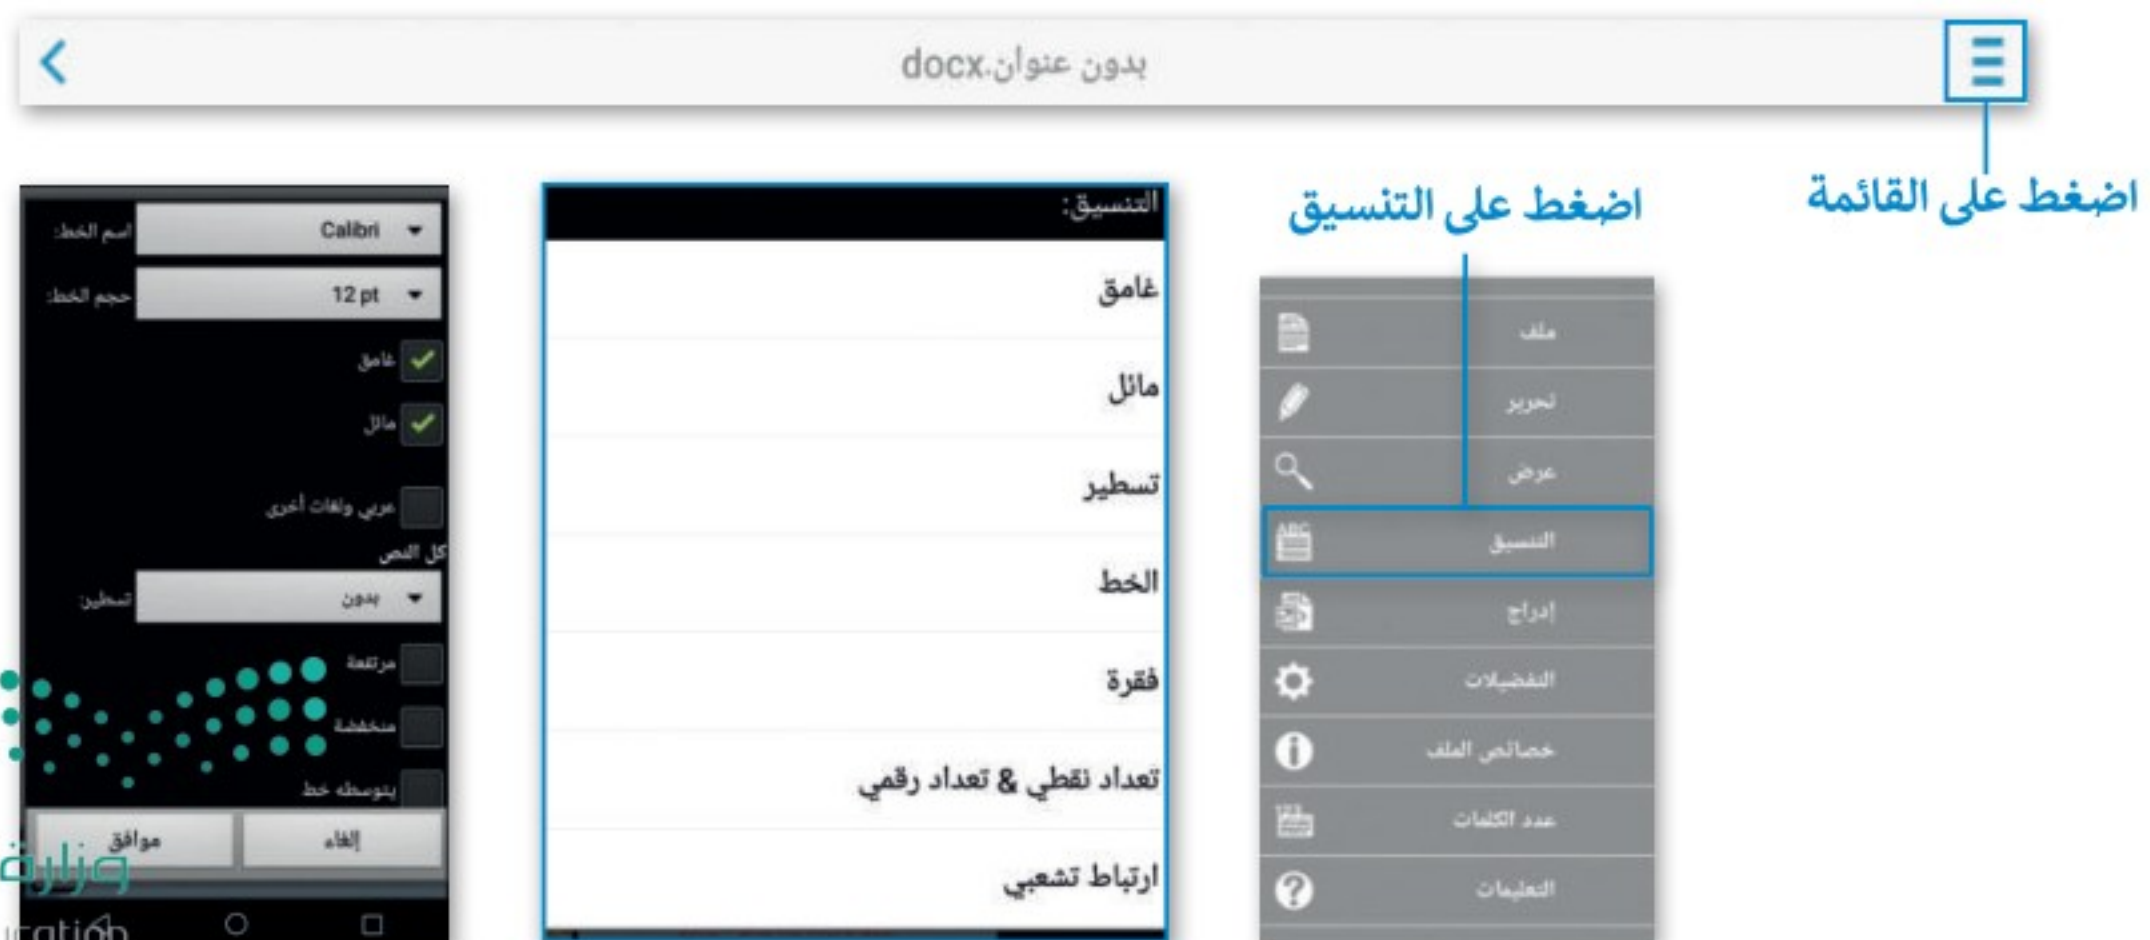 بدون عنوان.docx
اضغط على القائمة
اضغط على التنسيق
ملف
تحرير
عرض
التنسيق
إدراج
التفضيلات
خصائص الملف
عدد الكلمات
التعليمات
التنسيق:
غامق
مائل
تسطير
الخط
فقرة
تعداد نقطي & تعداد رقمي
ارتباط تشعبي
اسم الخط: Calibri
حجم الخط: 12 pt
غامق
مائل
عربي ولغات أخرى
كل النص
تسطير: بدون
مرتفعة
منخفضة
يتوسطه خط
إلغاء موافق
وزارة